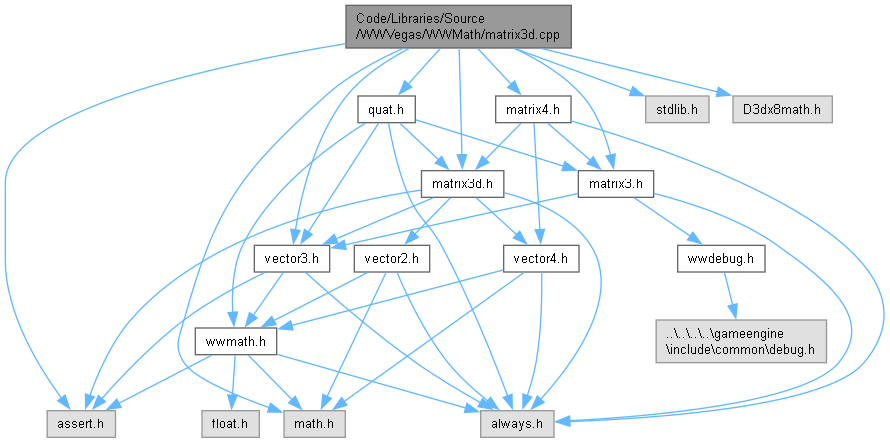 Code/Libraries/Source
/WWVegas/WWMath/matrix3d.cpp
quat.h
matrix4.h
stdlib.h
D3dx8math.h
matrix3d.h
matrix3.h
vector3.h
vector2.h
vector4.h
wwdebug.h
wwmath.h
..\..\..\..\gameengine
\include\common\debug.h
assert.h
float.h
math.h
always.h